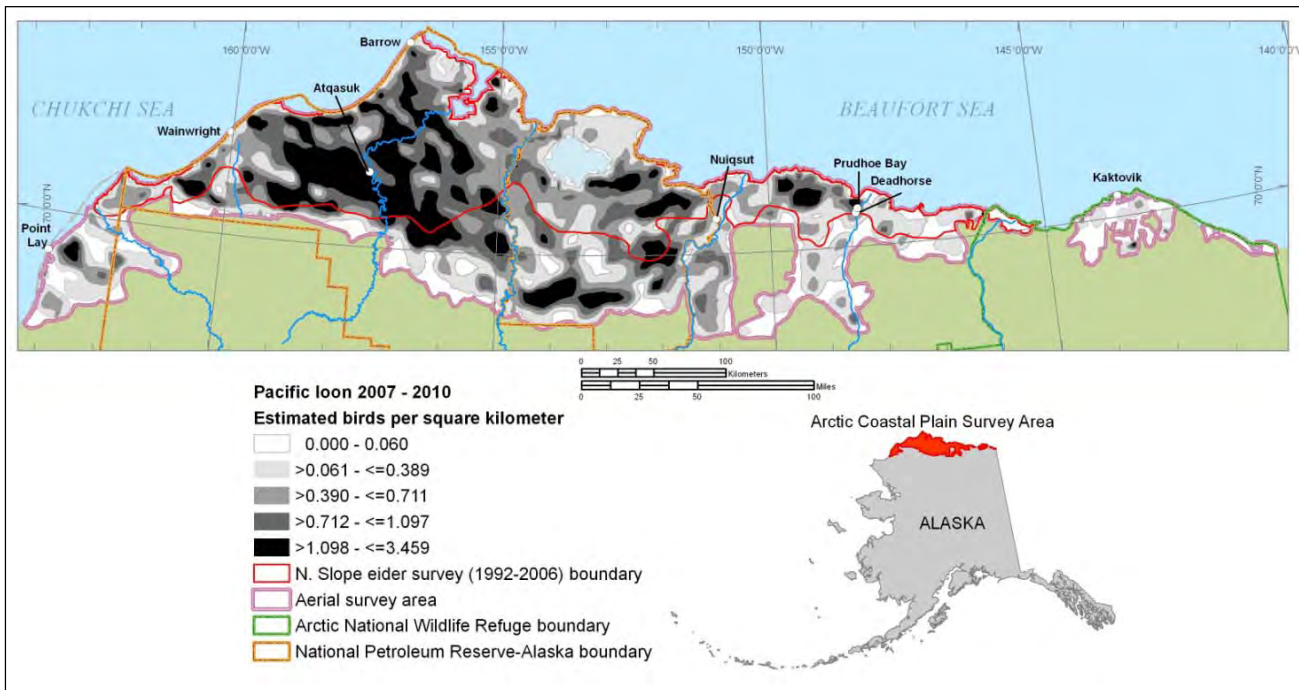 160°0'0"W
155°0'0"W
150°0'0"W
145°0'0"W
140°0'0"W
Barrow
Atqasuk
CHUKCHI SEA
BEAUFORT SEA
Wainwright
Nuiqsut
Prudhoe Bay
Deadhorse
Kaktovik
70°0'0"N
70°0'0"N
Point
Lay
0 25 50 100
Kilometers
Miles
0 25 50 100
Pacific loon 2007 - 2010
Estimated birds per square kilometer
0.000 - 0.060
>0.061 - <=0.389
>0.390 - <=0.711
>0.712 - <=1.097
>1.098 - <=3.459
N. Slope eider survey (1992-2006) boundary
Aerial survey area
Arctic National Wildlife Refuge boundary
National Petroleum Reserve-Alaska boundary
Arctic Coastal Plain Survey Area
ALASKA